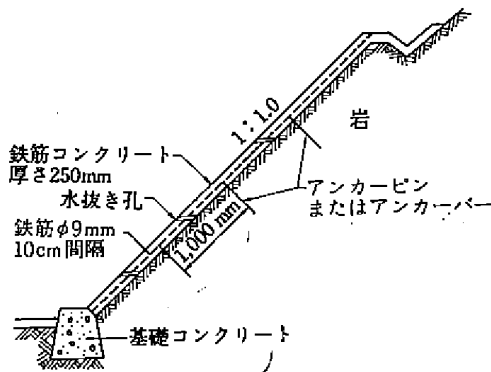 1:1.0
岩
鉄筋コンクリート
厚さ250mm
水抜き孔
鉄筋φ9mm
10cm間隔
1,000 mm
アンカーピン
またはアンカーバー
基礎コンクリート